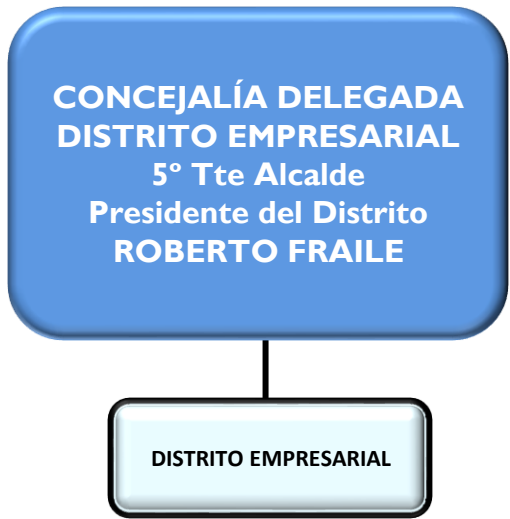 CONCEJALÍA DELEGADA
DISTRITO EMPRESARIAL
5º Tte Alcalde
Presidente del Distrito
ROBERTO FRAILE
DISTRITO EMPRESARIAL